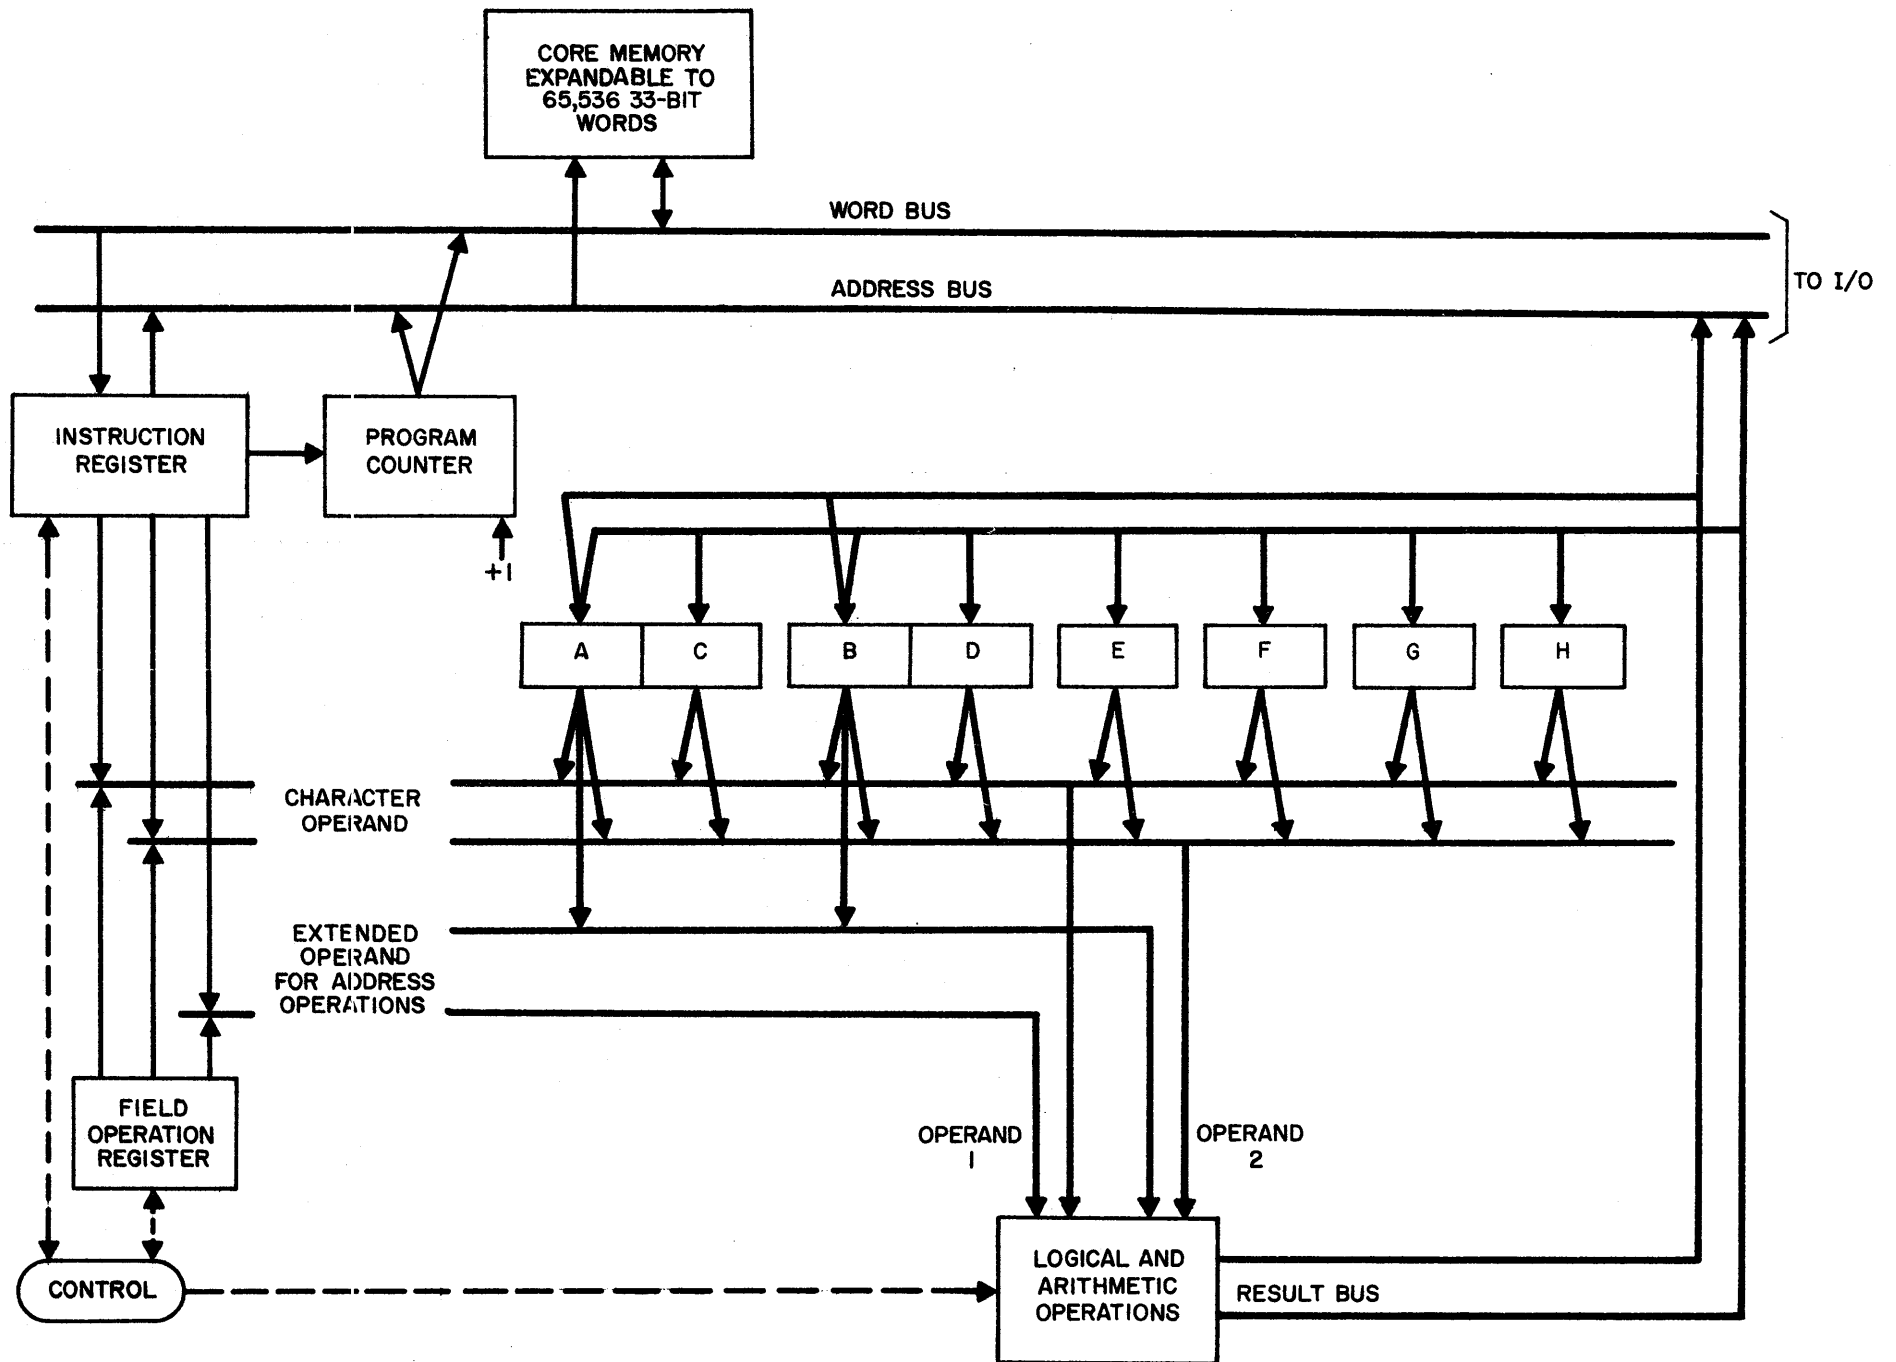 CORE MEMORY
EXPANDABLE TO
65,536 33-BIT
WORDS
WORD BUS
ADDRESS BUS
TO I/O
INSTRUCTION
REGISTER
PROGRAM
COUNTER
+1
A
C
B
D
E
F
G
H
CHARACTER
OPERAND
EXTENDED
OPERAND
FOR ADDRESS
OPERATIONS
FIELD
OPERATION
REGISTER
OPERAND
1
OPERAND
2
CONTROL
LOGICAL AND
ARITHMETIC
OPERATIONS
RESULT BUS